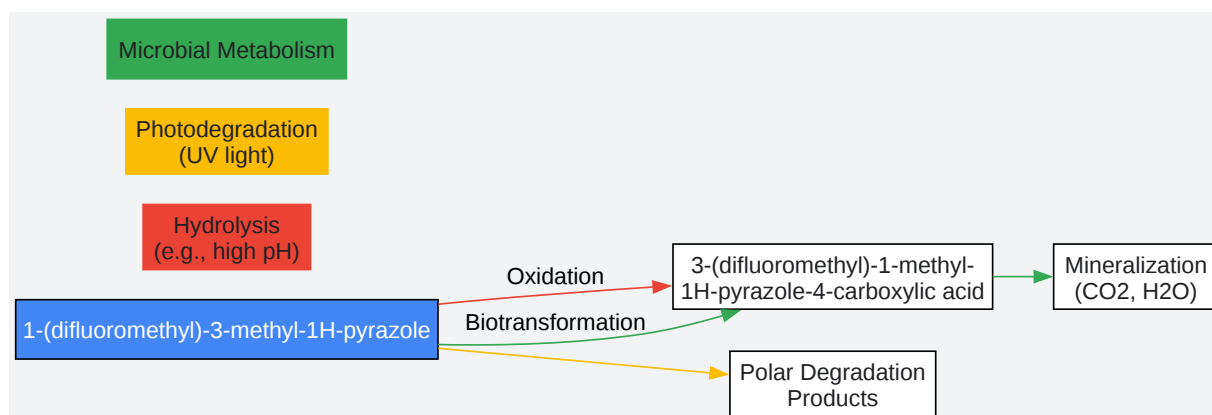 Microbial Metabolism
Photodegradation
(UV light)
Hydrolysis
(e.g., high pH)
1-(difluoromethyl)-3-methyl-1H-pyrazole
Oxidation
Biotransformation
3-(difluoromethyl)-1-methyl-
1H-pyrazole-4-carboxylic acid
Mineralization
(CO2, H2O)
Polar Degradation
Products